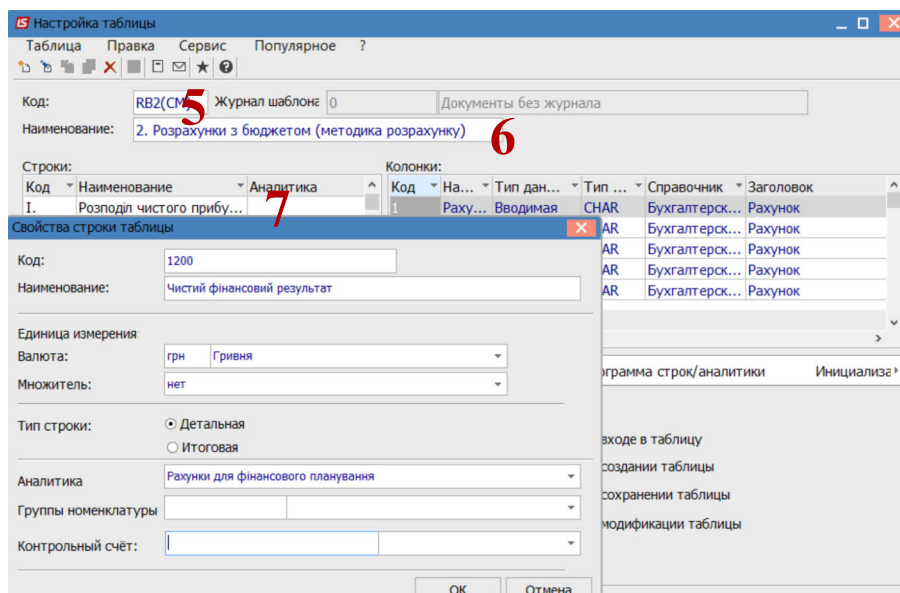 Настройка таблицы
Таблица Правка Сервис Популярное ?
Код: RB2(CM) 5 Журнал шаблона 0 Документы без журнала
Наименование: 2. Розрахунки з бюджетом (методика розрахунку) 6
Строки: Колонки:
Код Наименование Аналитика Код На... Тип дан... Тип ... Справочник Заголовок
I. Розподіл чистого прибу... 7 1 Раху... Вводимая CHAR Бухгалтерск... Рахунок
Свойства строки таблицы AR Бухгалтерск... Рахунок
AR Бухгалтерск... Рахунок
Код: 1200 AR Бухгалтерск... Рахунок
Наименование: Чистий фінансовий результат AR Бухгалтерск... Рахунок
Единица измерения:
Валюта: грн Гривня
Множитель: нет ограмма строк/аналитики Инициализа
Тип строки: Детальная
Итоговая входе в таблицу
создании таблицы
Аналитика Рахунки для фінансового планування
сохранении таблицы
Группы номенклатуры
модификации таблицы
Контрольный счёт:
ОК Отмена